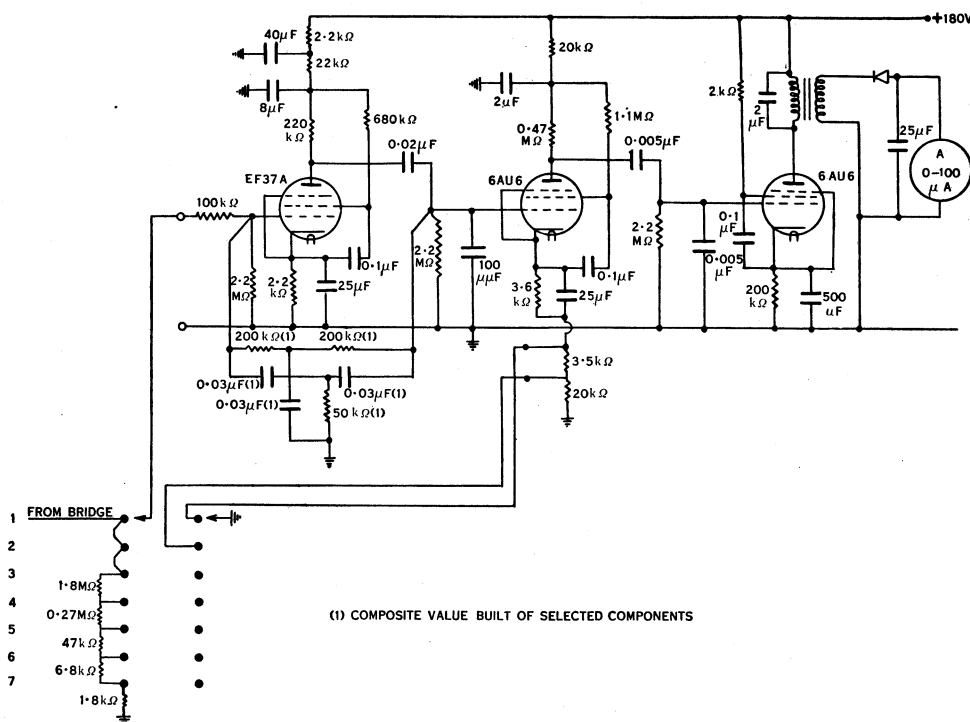 +180V
40μF
2·2kΩ
22kΩ
8μF
220
kΩ
680kΩ
0·02μF
EF37A
100kΩ
2·2
MΩ
2·2
kΩ
25μF
0·1μF
20kΩ
2μF
0·47
MΩ
1·1MΩ
0·005μF
6AU6
2·2
MΩ
100
μμF
3·6
kΩ
25μF
0·1μF
2·2
MΩ
2kΩ
2
μF
25μF
A
0-100
μA
6AU6
0·1
μF
0·005
μF
200
kΩ
500
uF
200kΩ(1)
200kΩ(1)
0·03μF(1)
0·03μF(1)
0·03μF(1)
50kΩ(1)
3·5kΩ
20kΩ
1 FROM BRIDGE
2
3
1·8MΩ
4
0·27MΩ
5
47kΩ
6
6·8kΩ
7
1·8kΩ
(1) COMPOSITE VALUE BUILT OF SELECTED COMPONENTS